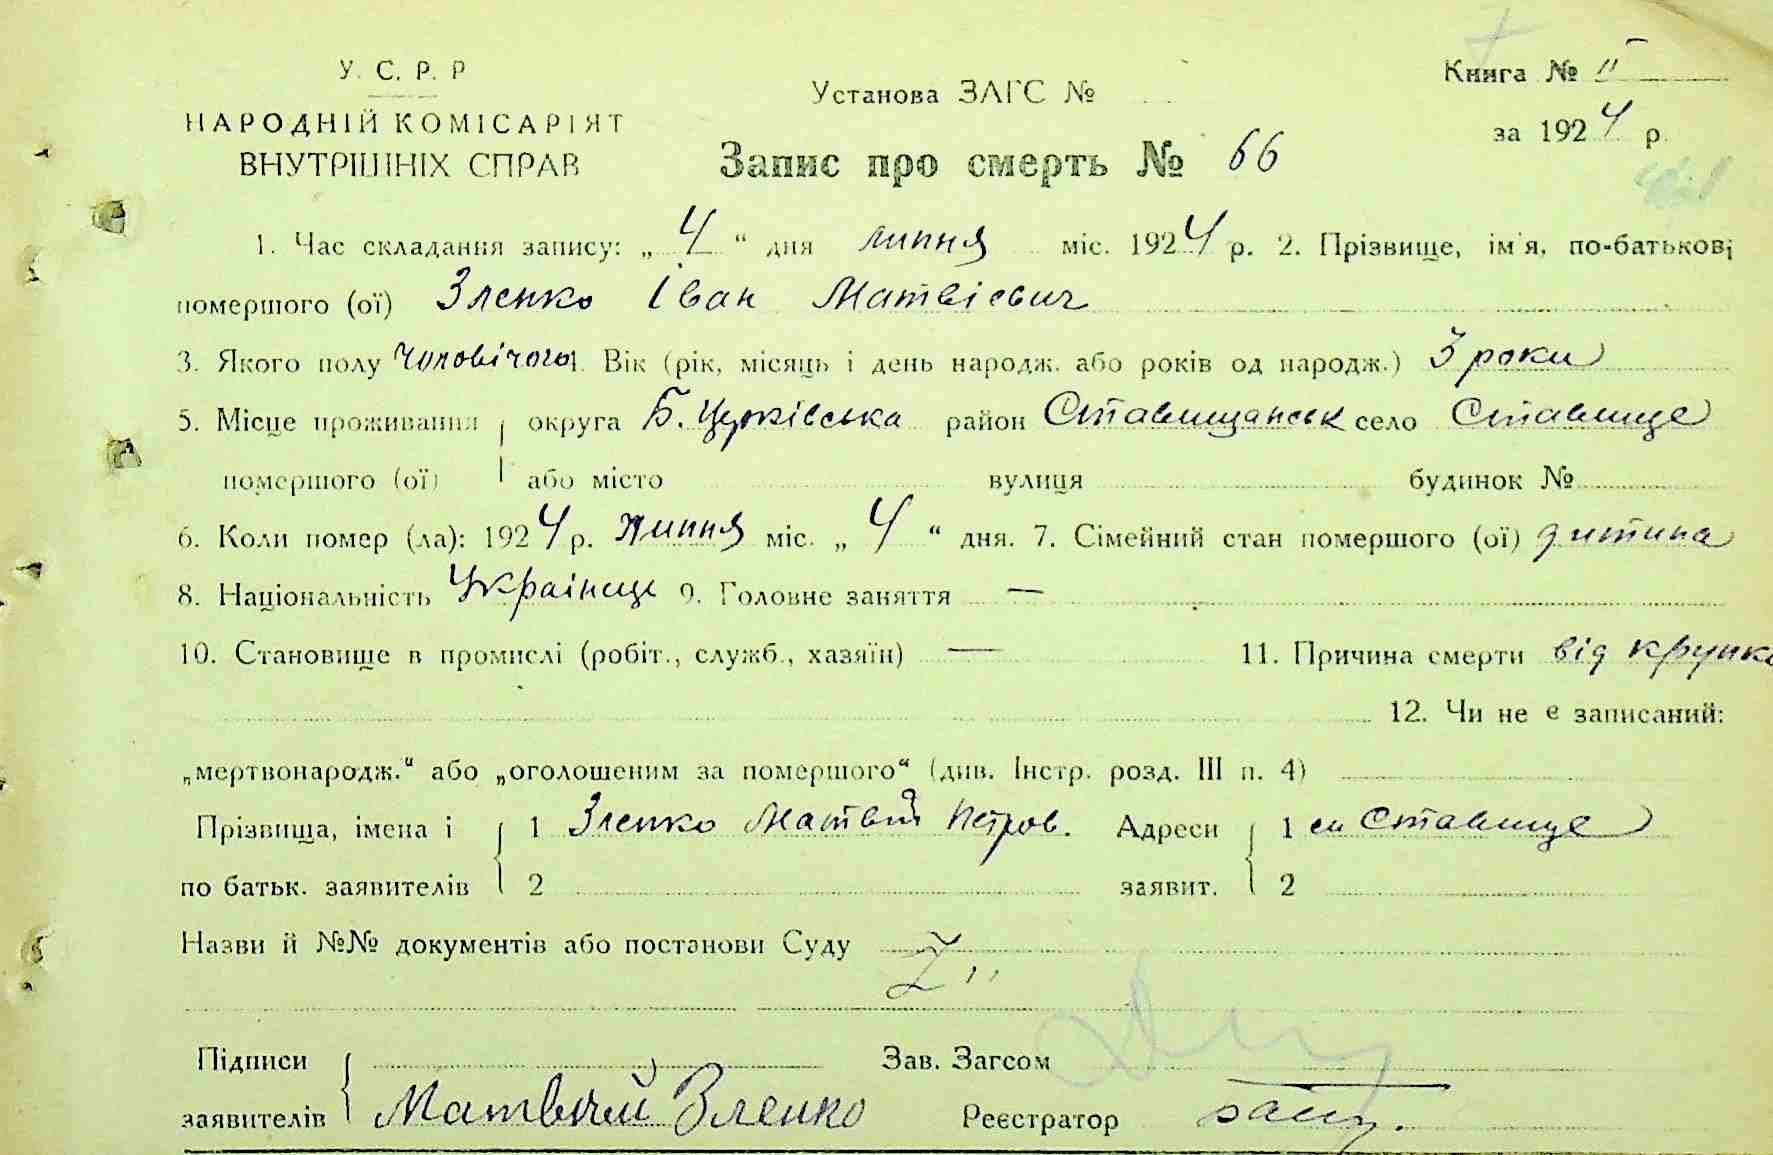 У. С. Р. Р
НАРОДНІЙ КОМІСАРІЯТ
ВНУТРІШНІХ СПРАВ
Установа ЗАГС №
Запис про смерть № 66
Книга № II
за 1924 р.
1. Час складання запису: „ 4 “ дня липня міс. 1924 р. 2. Прізвище, ім'я, по-батькові
помершого (ої) Зленко Іван Матвієвич
3. Якого полу Чоловічого 4. Вік (рік, місяць і день народж. або років од народж.) 3 роки
5. Місце проживання округа Б. Церківська район Ставищанськ село Ставище
помершого (ої) або місто вулиця будинок №
6. Коли помер (ла): 1924 р. Липня міс. „ 4 “ дня. 7. Сімейний стан помершого (ої) дитина
8. Національність Українце 9. Головне заняття —
10. Становище в промислі (робіт., служб., хазяїн) — 11. Причина смерти від
12. Чи не є записаний:
„мертвонародж.“ або „оголошеним за помершого“ (див. Інстр. розд. III п. 4)
Прізвища, імена і 1 Зленко Матвій Петров. Адреси 1 см Ставище
по батьк. заявителів 2 заявит. 2
Назви й №№ документів або постанови Суду
Підписи Зав. Загсом
заявителів Матвій Зленко Реєстратор